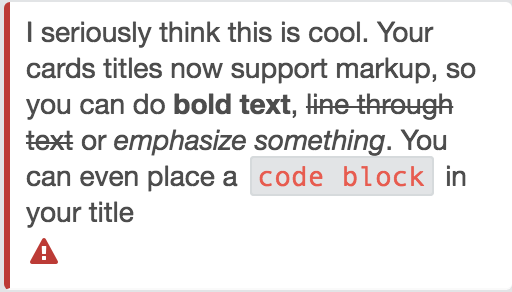 I seriously think this is cool. Your
cards titles now support markup, so
you can do bold text, line through
text or emphasize something. You
can even place a code block in
your title